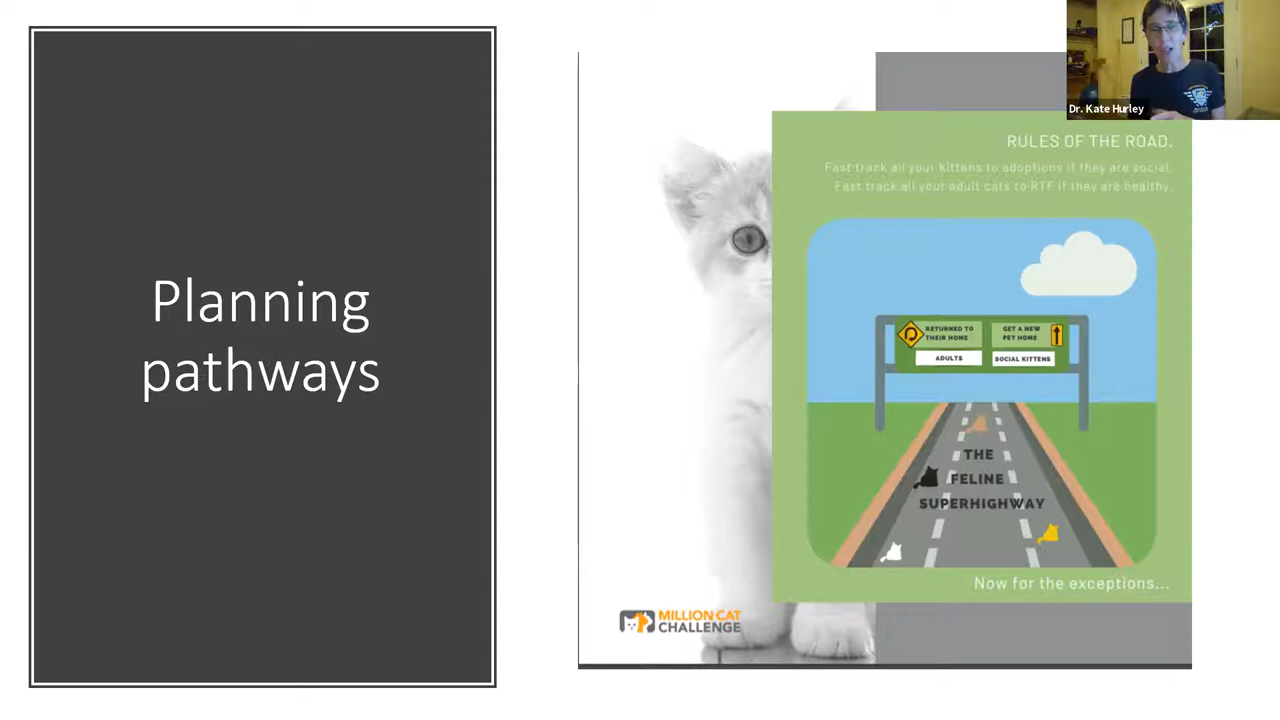 Planning
pathways
Dr. Kate Hurley
RULES OF THE ROAD.
Fast track all your kittens to adoptions if they are social.
Fast track all your adult cats to RTF if they are healthy.
RETURNED TO
THEIR HOME
ADULTS
GET A NEW
PET HOME
SOCIAL KITTENS
THE
FELINE
SUPERHIGHWAY
Now for the exceptions...
MILLION CAT
CHALLENGE